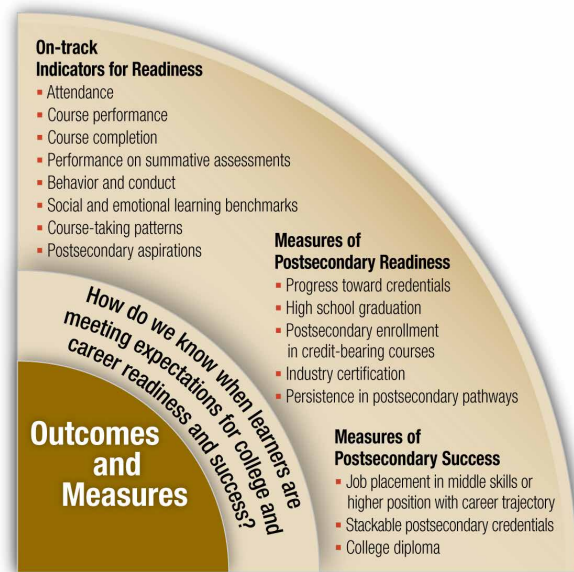 On-track
Indicators for Readiness
▪ Attendance
▪ Course performance
▪ Course completion
▪ Performance on summative assessments
▪ Behavior and conduct
▪ Social and emotional learning benchmarks
▪ Course-taking patterns
▪ Postsecondary aspirations
Measures of
Postsecondary Readiness
▪ Progress toward credentials
▪ High school graduation
▪ Postsecondary enrollment
in credit-bearing courses
▪ Industry certification
▪ Persistence in postsecondary pathways
Measures of
Postsecondary Success
▪ Job placement in middle skills or
higher position with career trajectory
▪ Stackable postsecondary credentials
▪ College diploma
How do we know when learners are
meeting expectations for college and
career readiness and success?
Outcomes
and
Measures